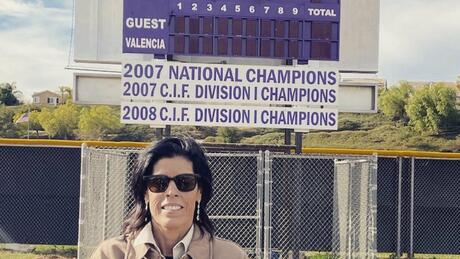 1 2 3 4 5 6 7 8 9 TOTAL
GUEST
VALENCIA
2007 NATIONAL CHAMPIONS
2007 C.I.F. DIVISION I CHAMPIONS
2008 C.I.F. DIVISION I CHAMPIONS